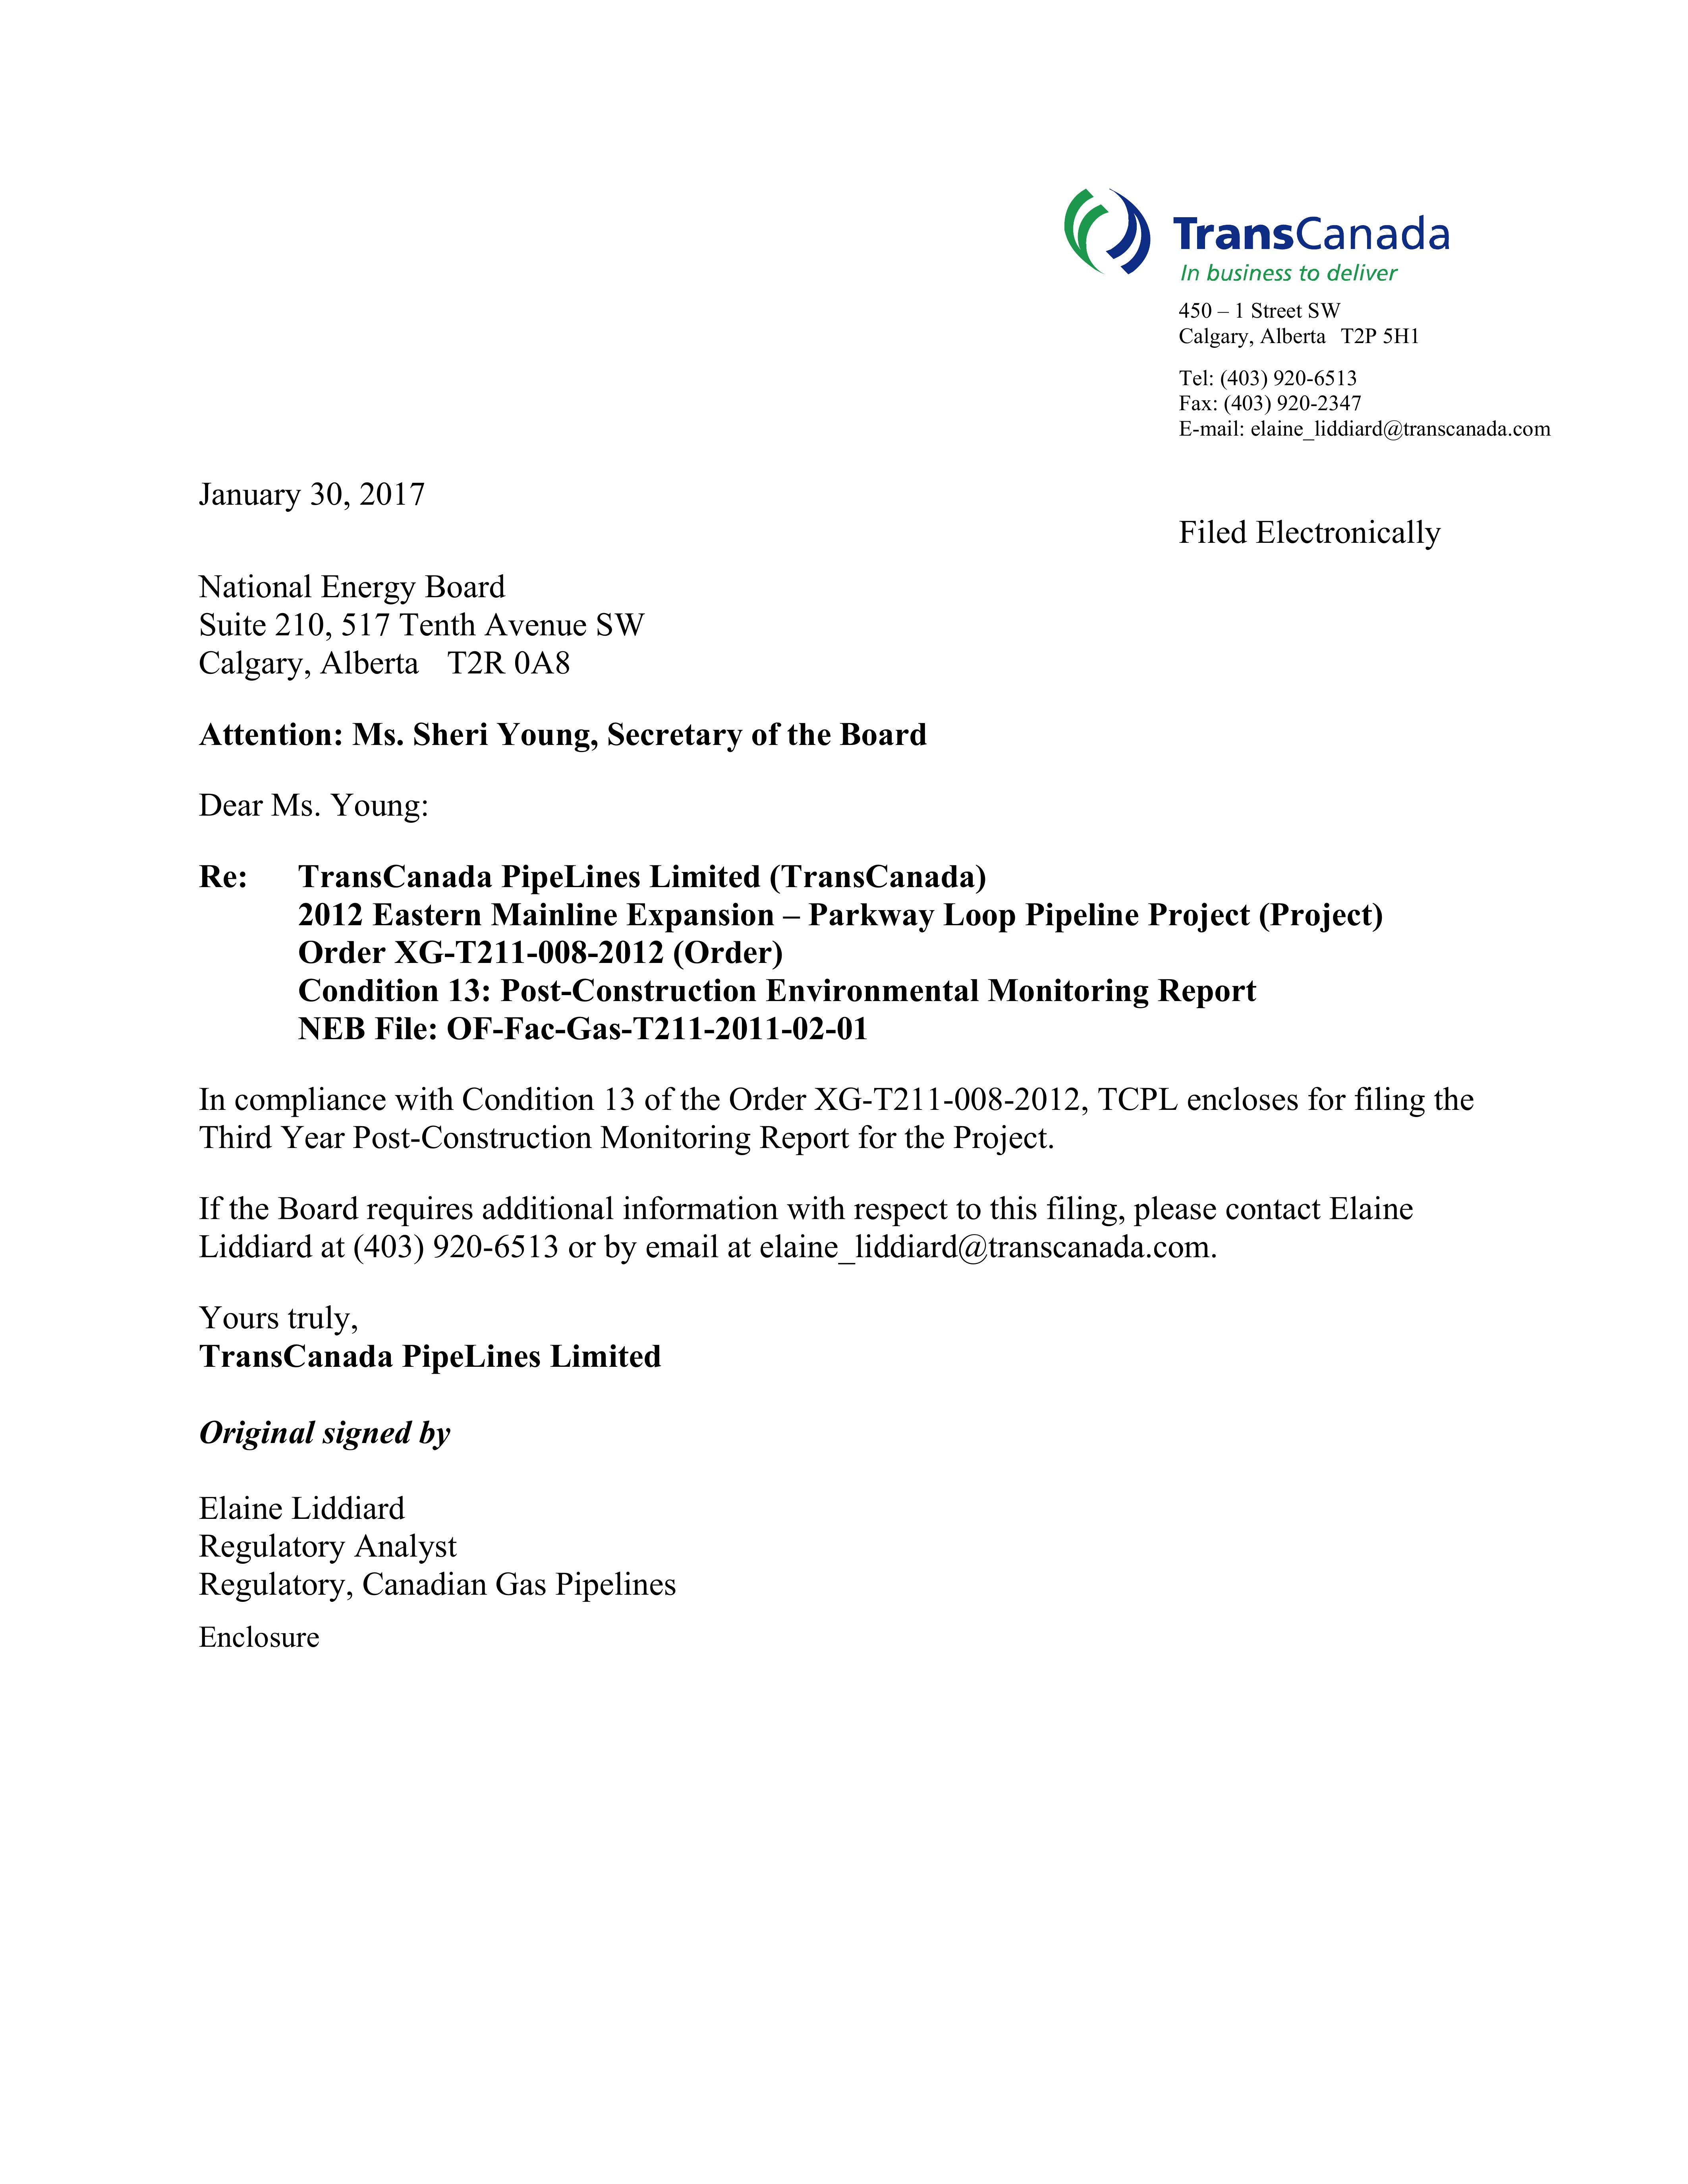 TransCanada
In business to deliver
450 – 1 Street SW
Calgary, Alberta T2P 5H1
Tel: (403) 920-6513
Fax: (403) 920-2347
E-mail: elaine_liddiard@transcanada.com
January 30, 2017
Filed Electronically
National Energy Board
Suite 210, 517 Tenth Avenue SW
Calgary, Alberta T2R 0A8
Attention: Ms. Sheri Young, Secretary of the Board
Dear Ms. Young:
Re: TransCanada PipeLines Limited (TransCanada)
2012 Eastern Mainline Expansion – Parkway Loop Pipeline Project (Project)
Order XG-T211-008-2012 (Order)
Condition 13: Post-Construction Environmental Monitoring Report
NEB File: OF-Fac-Gas-T211-2011-02-01
In compliance with Condition 13 of the Order XG-T211-008-2012, TCPL encloses for filing the
Third Year Post-Construction Monitoring Report for the Project.
If the Board requires additional information with respect to this filing, please contact Elaine
Liddiard at (403) 920-6513 or by email at elaine_liddiard@transcanada.com.
Yours truly,
TransCanada PipeLines Limited
Original signed by
Elaine Liddiard
Regulatory Analyst
Regulatory, Canadian Gas Pipelines
Enclosure